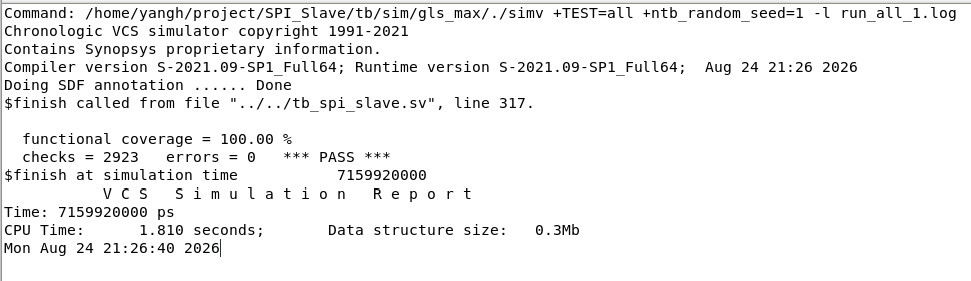 Command: /home/yangh/project/SPI_Slave/tb/sim/gls_max/./simv +TEST=all +ntb_random_seed=1 -l run_all_1.log
Chronologic VCS simulator copyright 1991-2021
Contains Synopsys proprietary information.
Compiler version S-2021.09-SP1_Full64; Runtime version S-2021.09-SP1_Full64;  Aug 24 21:26 2026
Doing SDF annotation ...... Done
$finish called from file "../../tb_spi_slave.sv", line 317.
  functional coverage = 100.00 %
  checks = 2923   errors = 0   *** PASS ***
$finish at simulation time           7159920000
           V C S   S i m u l a t i o n   R e p o r t
Time: 7159920000 ps
CPU Time:      1.810 seconds;       Data structure size:   0.3Mb
Mon Aug 24 21:26:40 2026